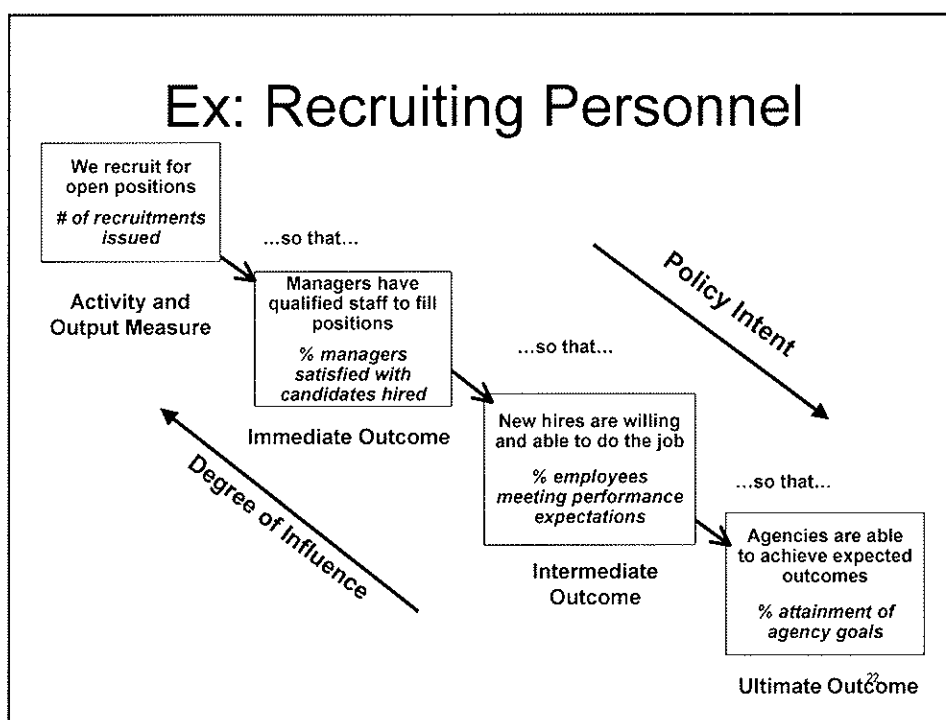 Ex: Recruiting Personnel
We recruit for
open positions
# of recruitments
issued
Activity and
Output Measure
...so that...
Managers have
qualified staff to fill
positions
% managers
satisfied with
candidates hired
Immediate Outcome
...so that...
New hires are willing
and able to do the job
% employees
meeting performance
expectations
Intermediate
Outcome
...so that...
Agencies are able
to achieve expected
outcomes
% attainment of
agency goals
Ultimate Outcome
22
Policy Intent
Degree of Influence